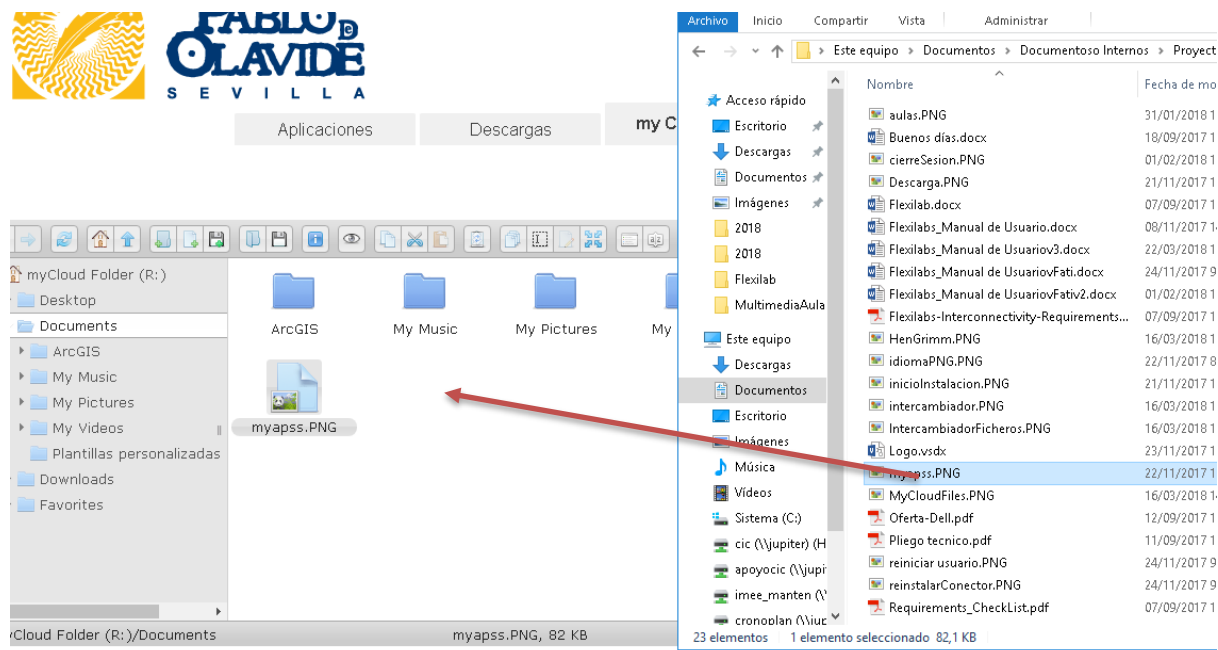 PABLO DE
OLAVIDE
SEVILLA
Aplicaciones
Descargas
my C
myCloud Folder (R:)
Desktop
Documents
ArcGIS
My Music
My Pictures
My Videos
Plantillas personalizadas
Downloads
Favorites
ArcGIS
My Music
My Pictures
My
myapss.PNG
Cloud Folder (R:)/Documents
myapss.PNG, 82 KB
Archivo Inicio Compartir Vista Administrar
Este equipo > Documentos > Documentoso Internos > Proyect
Acceso rápido
Escritorio
Descargas
Documentos
Imágenes
2018
2018
Flexilab
MultimediaAula
Este equipo
Descargas
Documentos
Escritorio
Imágenes
Música
Vídeos
Sistema (C:)
cic (\\jupiter) (H
apoyocic (\\jupi
imee_manten (\
cronoplan (\\jup
Nombre Fecha de mo
aulas.PNG 31/01/2018 1
Buenos días.docx 18/09/2017 1
cierreSesion.PNG 01/02/2018 1
Descarga.PNG 21/11/2017 1
Flexilab.docx 07/09/2017 1
Flexilabs_Manual de Usuario.docx 08/11/2017 1
Flexilabs_Manual de Usuariov3.docx 22/03/2018 1
Flexilabs_Manual de UsuariovFati.docx 24/11/2017 9
Flexilabs_Manual de UsuariovFativ2.docx 01/02/2018 1
Flexilabs-Interconnectivity-Requirements... 07/09/2017 1
HenGrimm.PNG 16/03/2018 1
idiomaPNG.PNG 22/11/2017 8
inicioInstalacion.PNG 21/11/2017 1
intercambiador.PNG 16/03/2018 1
IntercambiadorFicheros.PNG 16/03/2018 1
Logo.vsdx 23/11/2017 1
myapss.PNG 22/11/2017 1
MyCloudFiles.PNG 16/03/2018 1
Oferta-Dell.pdf 12/09/2017 1
Pliego tecnico.pdf 11/09/2017 1
reiniciar usuario.PNG 24/11/2017 9
reinstalarConector.PNG 24/11/2017 9
Requirements_CheckList.pdf 07/09/2017 1
23 elementos 1 elemento seleccionado 82,1 KB